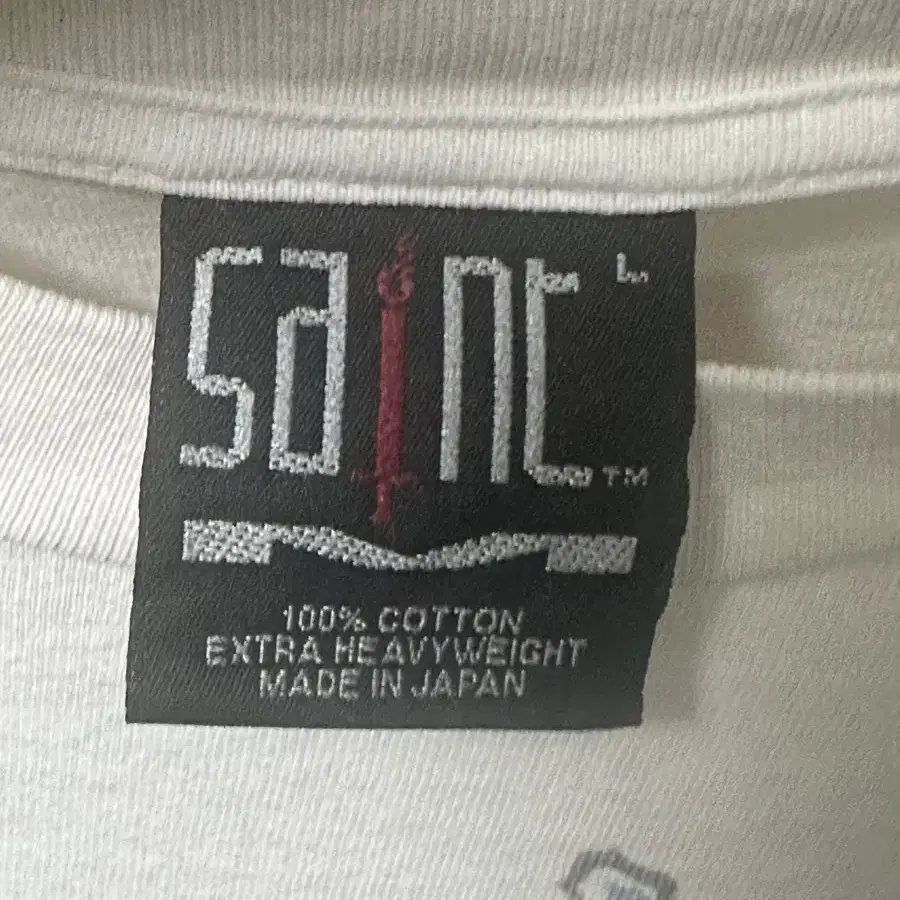 saint L
TM
100% COTTON
EXTRA HEAVYWEIGHT
MADE IN JAPAN